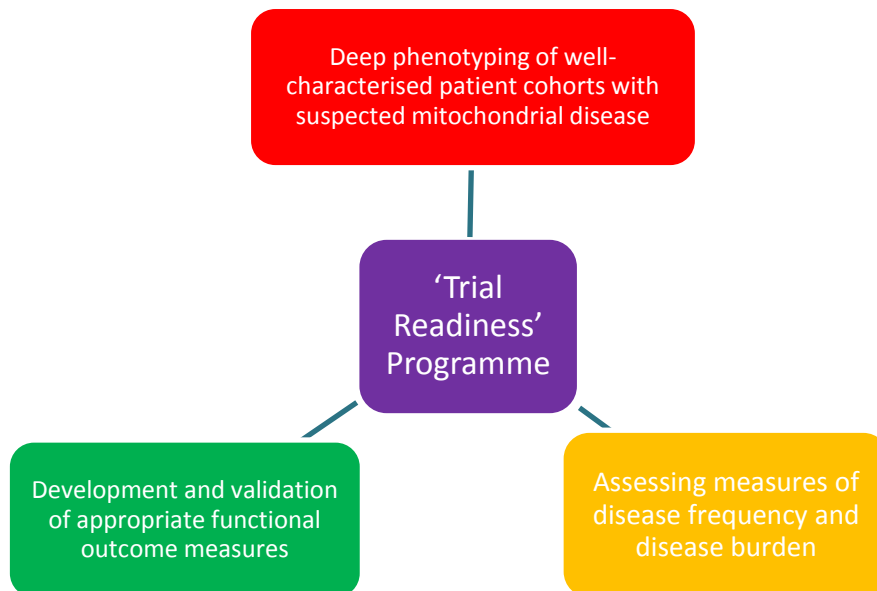 Deep phenotyping of well-
characterised patient cohorts with
suspected mitochondrial disease
‘Trial
Readiness’
Programme
Development and validation
of appropriate functional
outcome measures
Assessing measures of
disease frequency and
disease burden